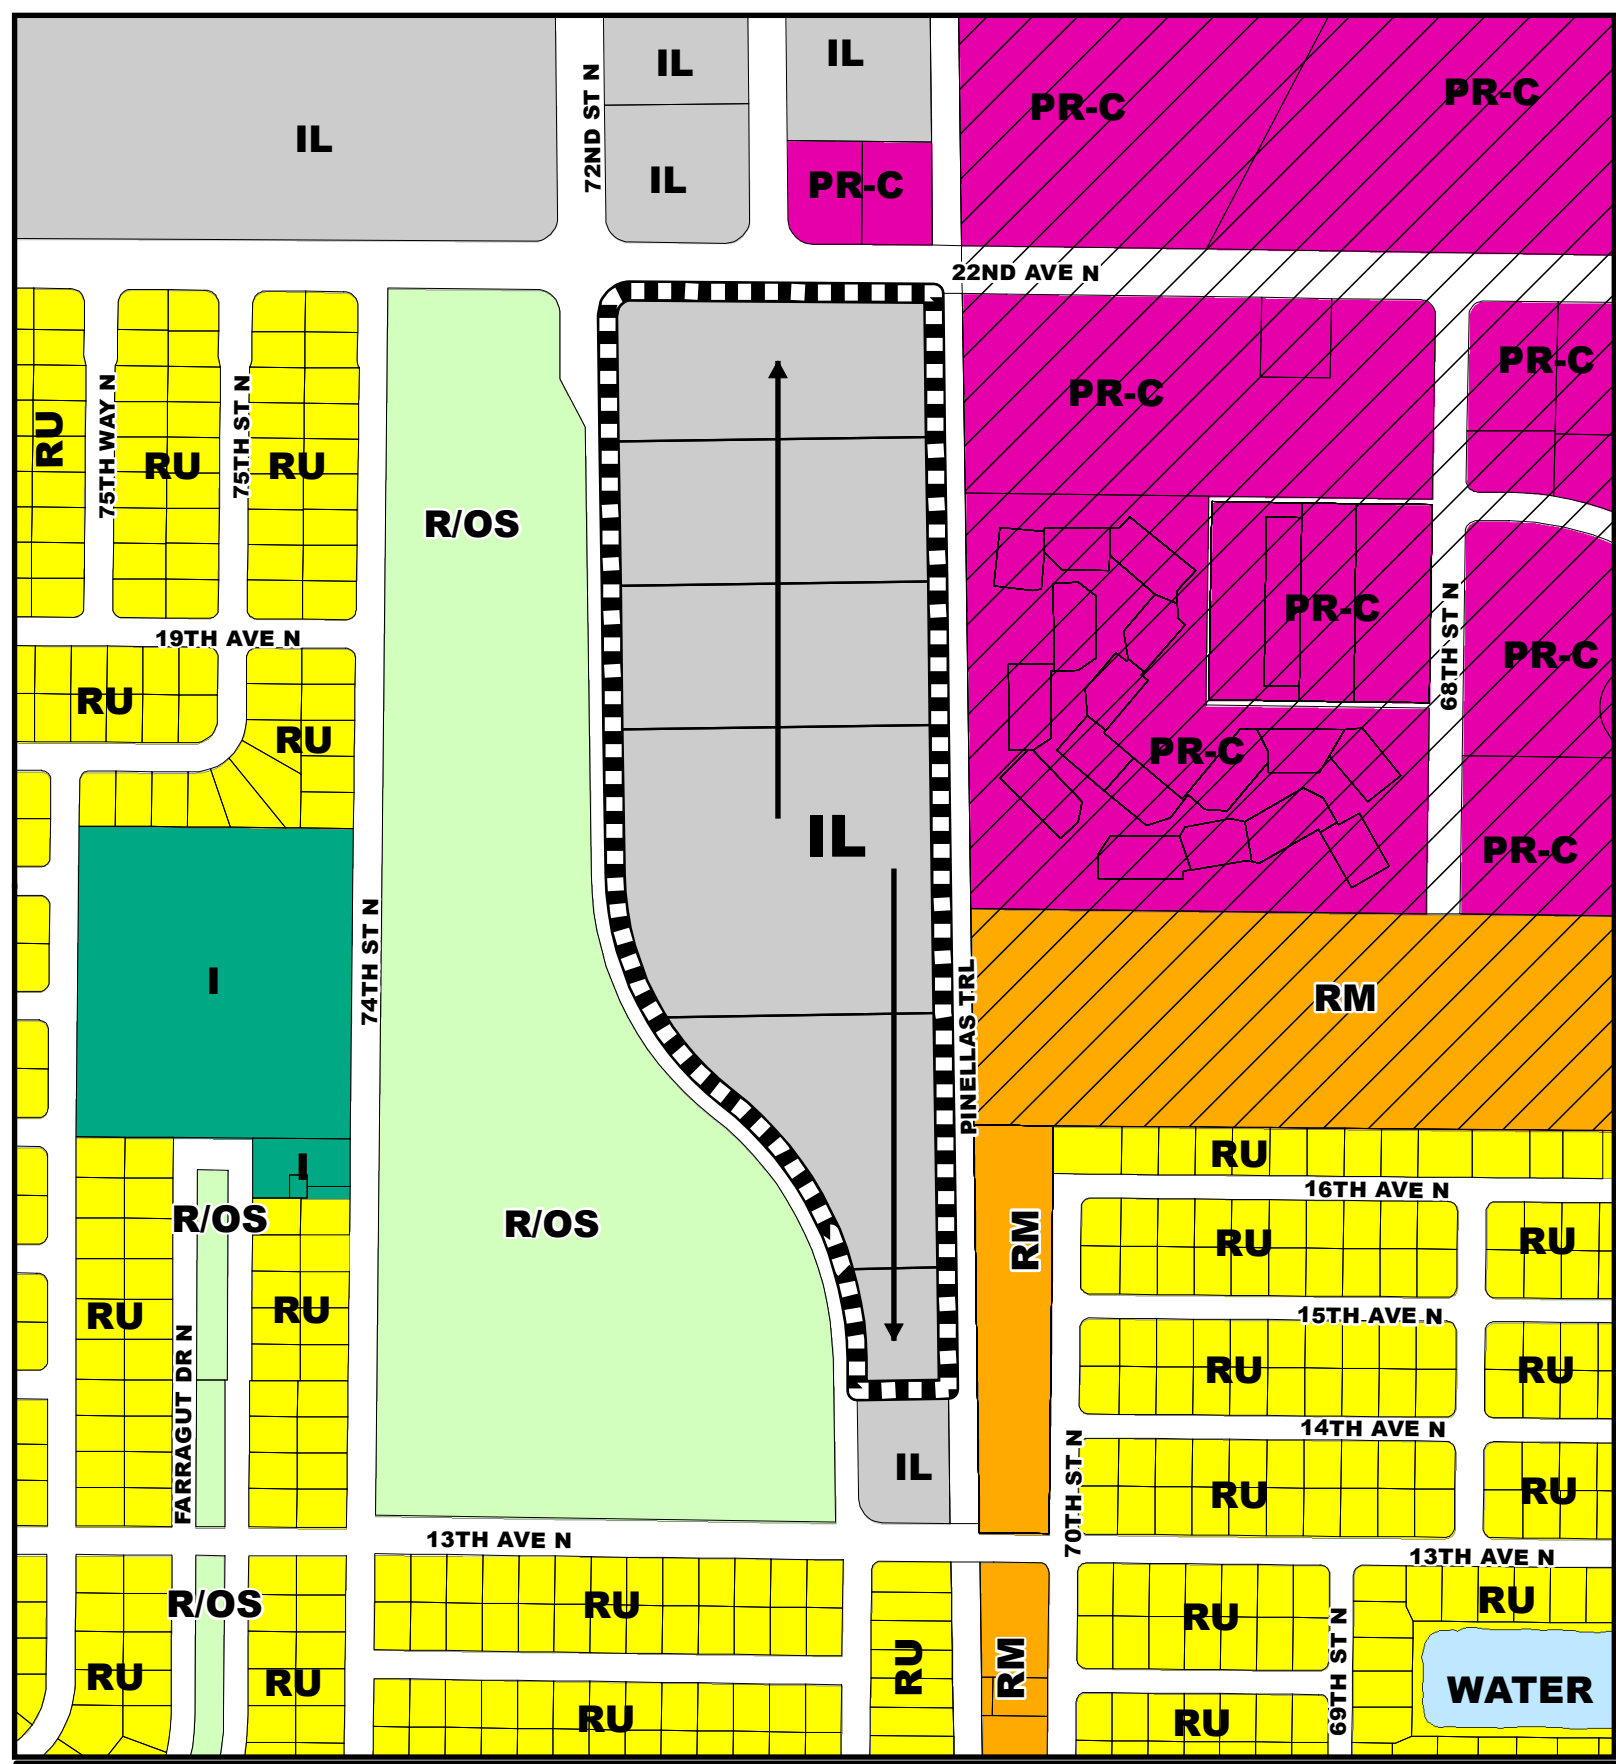 IL
IL
PR-C
PR-C
72ND ST N
IL
IL
PR-C
22ND AVE N
PR-C
PR-C
RU
75TH WAY N
RU
75TH ST N
RU
R/OS
PR-C
68TH ST N
PR-C
19TH AVE N
RU
RU
PR-C
IL
PR-C
I
74TH ST N
PINELLAS TRL
RM
I
RU
16TH AVE N
R/OS
R/OS
RM
RU
RU
RU
RU
15TH AVE N
FARRAGUT DR N
RU
RU
14TH AVE N
IL
70TH ST N
RU
RU
13TH AVE N
13TH AVE N
R/OS
RU
RU
RU
69TH ST N
RU
RU
RU
RU
RM
WATER
RU
RU
IL